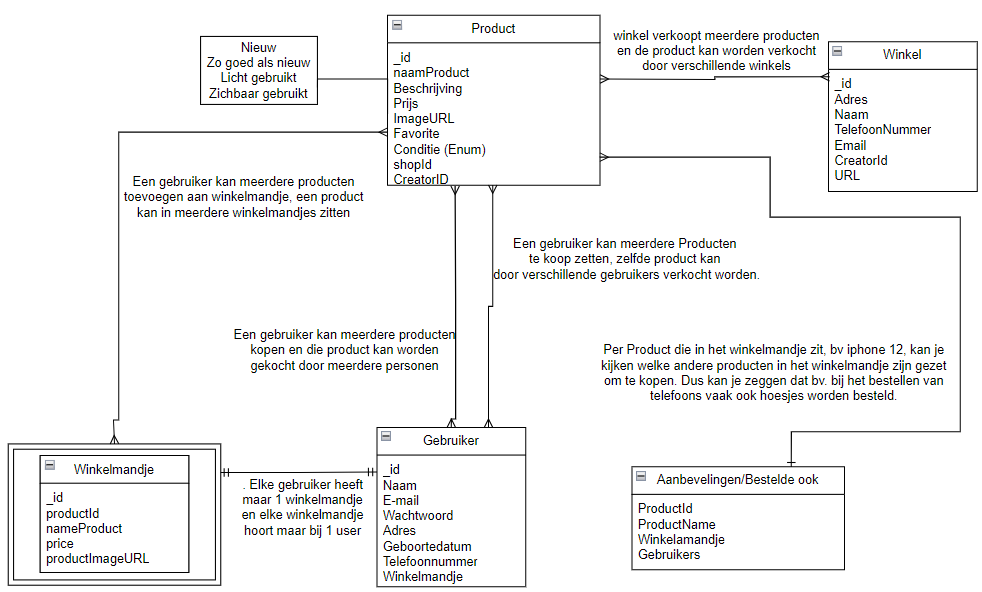 Product
_id
naamProduct
Beschrijving
Prijs
ImageURL
Favorite
Conditie (Enum)
shopId
CreatorID
Nieuw
Zo goed als nieuw
Licht gebruikt
Zichbaar gebruikt
winkel verkoopt meerdere producten
en de product kan worden verkocht
door verschillende winkels
Winkel
_id
Adres
Naam
TelefoonNummer
Email
CreatorId
URL
Een gebruiker kan meerdere producten
toevoegen aan winkelmandje, een product
kan in meerdere winkelmandjes zitten
Een gebruiker kan meerdere Producten
te koop zetten, zelfde product kan
door verschillende gebruikers verkocht worden.
Een gebruiker kan meerdere producten
kopen en die product kan worden
gekocht door meerdere personen
Per Product die in het winkelmandje zit, bv iphone 12, kan je
kijken welke andere producten in het winkelmandje zijn gezet
om te kopen. Dus kan je zeggen dat bv. bij het bestellen van
telefoons vaak ook hoesjes worden besteld.
Winkelmandje
_id
productId
nameProduct
price
productImageURL
. Elke gebruiker heeft
maar 1 winkelmandje
en elke winkelmandje
hoort maar bij 1 user
Gebruiker
_id
Naam
E-mail
Wachtwoord
Adres
Geboortedatum
Telefoonnummer
Winkelmandje
Aanbevelingen/Bestelde ook
ProductId
ProductName
Winkelamandje
Gebruikers